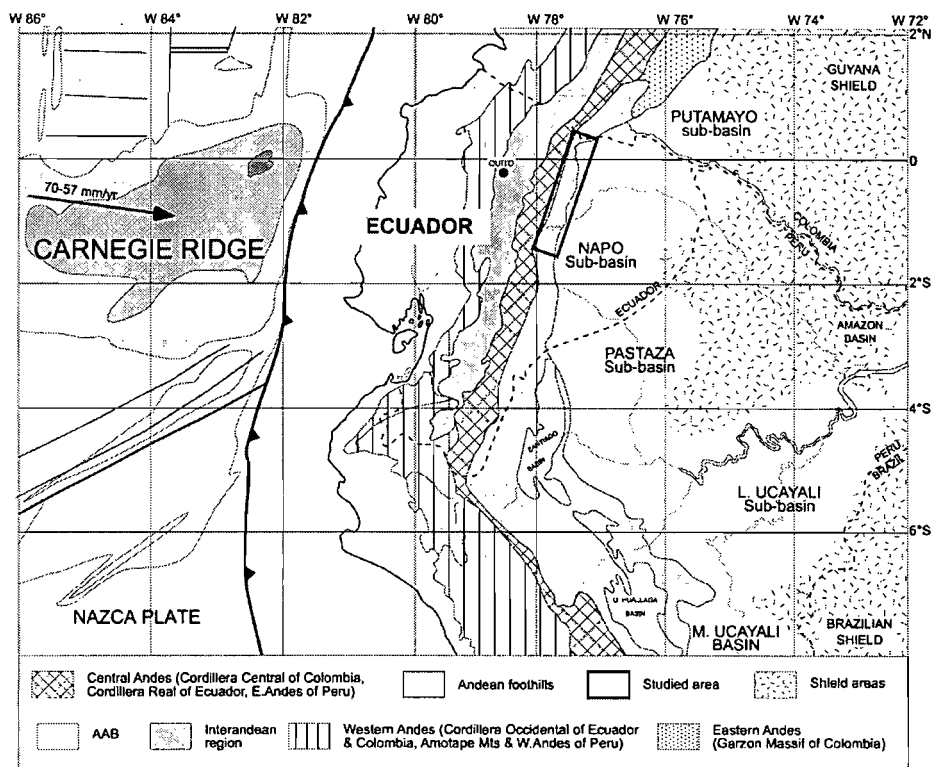 W 86° W 84° W 82° W 80° W 78° W 76° W 74° W 72°
2°N
GUYANA
SHIELD
PUTAMAYO
sub-basin
0
QUITO
70-57 mm/yr
ECUADOR
CARNEGIE RIDGE
COLOMBIA
PERU
NAPO
Sub-basin
2°S
ECUADOR
AMAZON
BASIN
PASTAZA
Sub-basin
4°S
SANTIAGO
BASIN
PERU
BRAZIL
L. UCAYALI
Sub-basin
6°S
NAZCA PLATE
U. HUALLAGA
BASIN
M. UCAYALI
BASIN
BRAZILIAN
SHIELD
Central Andes (Cordillera Central of Colombia,
Cordillera Real of Ecuador, E.Andes of Peru)
Andean foothills
Studied area
Shield areas
AAB
Interandean
region
Western Andes (Cordillera Occidental of Ecuador
& Colombia, Amotape Mts & W.Andes of Peru)
Eastern Andes
(Garzon Massif of Colombia)